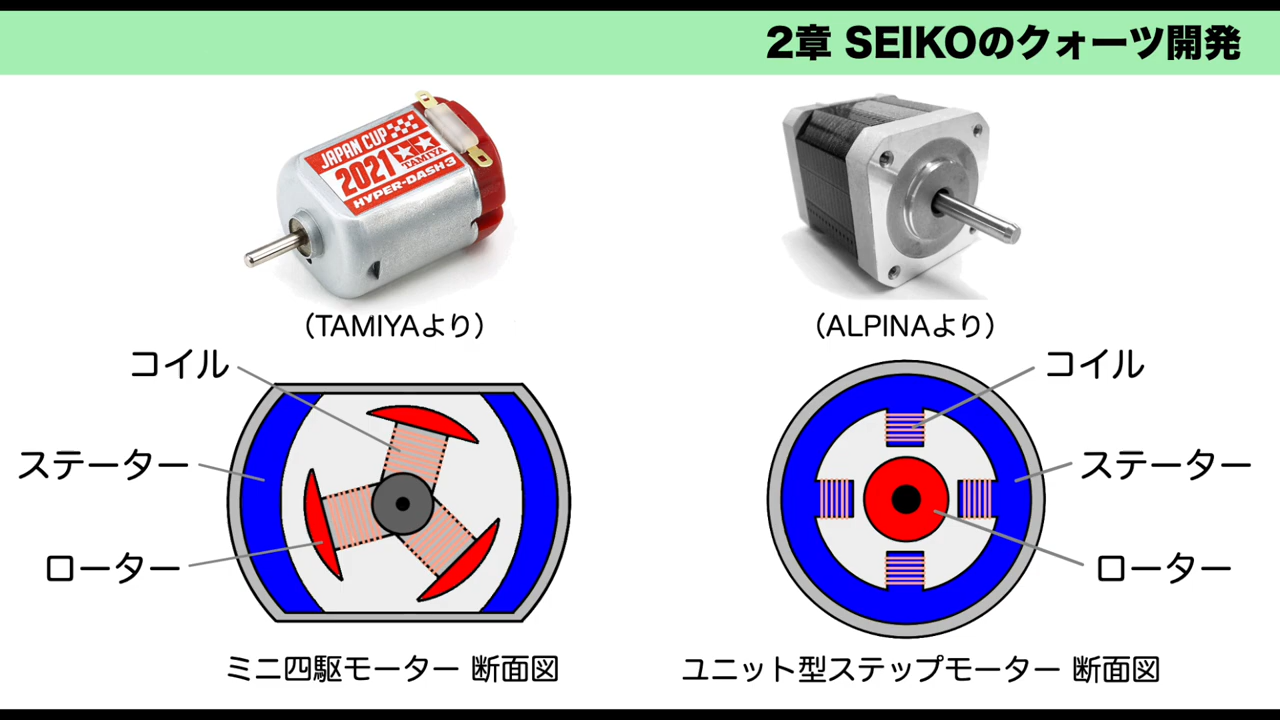 2章 SEIKOのクォーツ開発
JAPAN CUP
2021 TAMIYA
HYPER-DASH 3
（TAMIYAより）
（ALPINAより）
コイル
ステーター
ローター
コイル
ステーター
ローター
ミニ四駆モーター 断面図
ユニット型ステップモーター 断面図